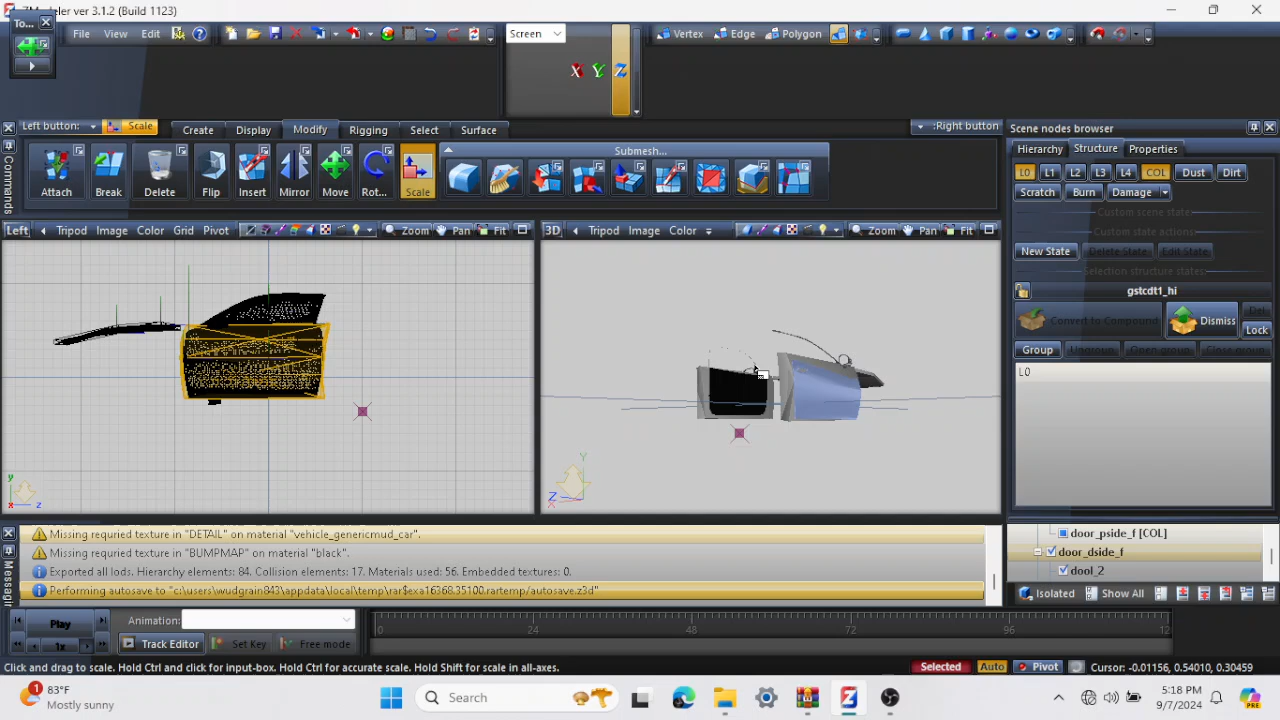 ZModeler ver 3.1.2 (Build 1123)
To...
File View Edit
Screen
Vertex Edge Polygon
X Y Z
Left button: Scale
Create Display Modify Rigging Select Surface
:Right button
Commands
Attach Break Delete Flip Insert Mirror Move Rot... Scale
Submesh...
Left Tripod Image Color Grid Pivot Zoom Pan Fit
3D Tripod Image Color Zoom Pan Fit
y
x z
Y
Z
X
Scene nodes browser
Hierarchy Structure Properties
L0 L1 L2 L3 L4 COL Dust Dirt
Scratch Burn Damage
Custom scene state:
Custom state actions:
New State Delete State Edit State
Selection structure states:
gstcdt1_hi
Convert to Compound Dismiss Del
Lock
Group Ungroup Open group Close group
L0
door_pside_f [COL]
door_dside_f
dool_2
Isolated Show All
Missing requried texture in "DETAIL" on material "vehicle_genericmud_car".
Missing requried texture in "BUMPMAP" on material "black".
Exported all lods. Hierarchy elements: 84. Collision elements: 17. Materials used: 56. Embedded textures: 0.
Performing autosave to "c:\users\wudgrain843\appdata\local\temp\rar$exa16368.35100.rartemp/autosave.z3d"
Play Animation:
1x Track Editor Set Key Free mode
0 24 48 72 96 12
Click and drag to scale. Hold Ctrl and click for input-box. Hold Ctrl for accurate scale. Hold Shift for scale in all-axes.
Selected Auto Pivot Cursor: -0.01156, 0.54010, 0.30459
1
83°F
Mostly sunny
Search
5:18 PM
9/7/2024
PRE